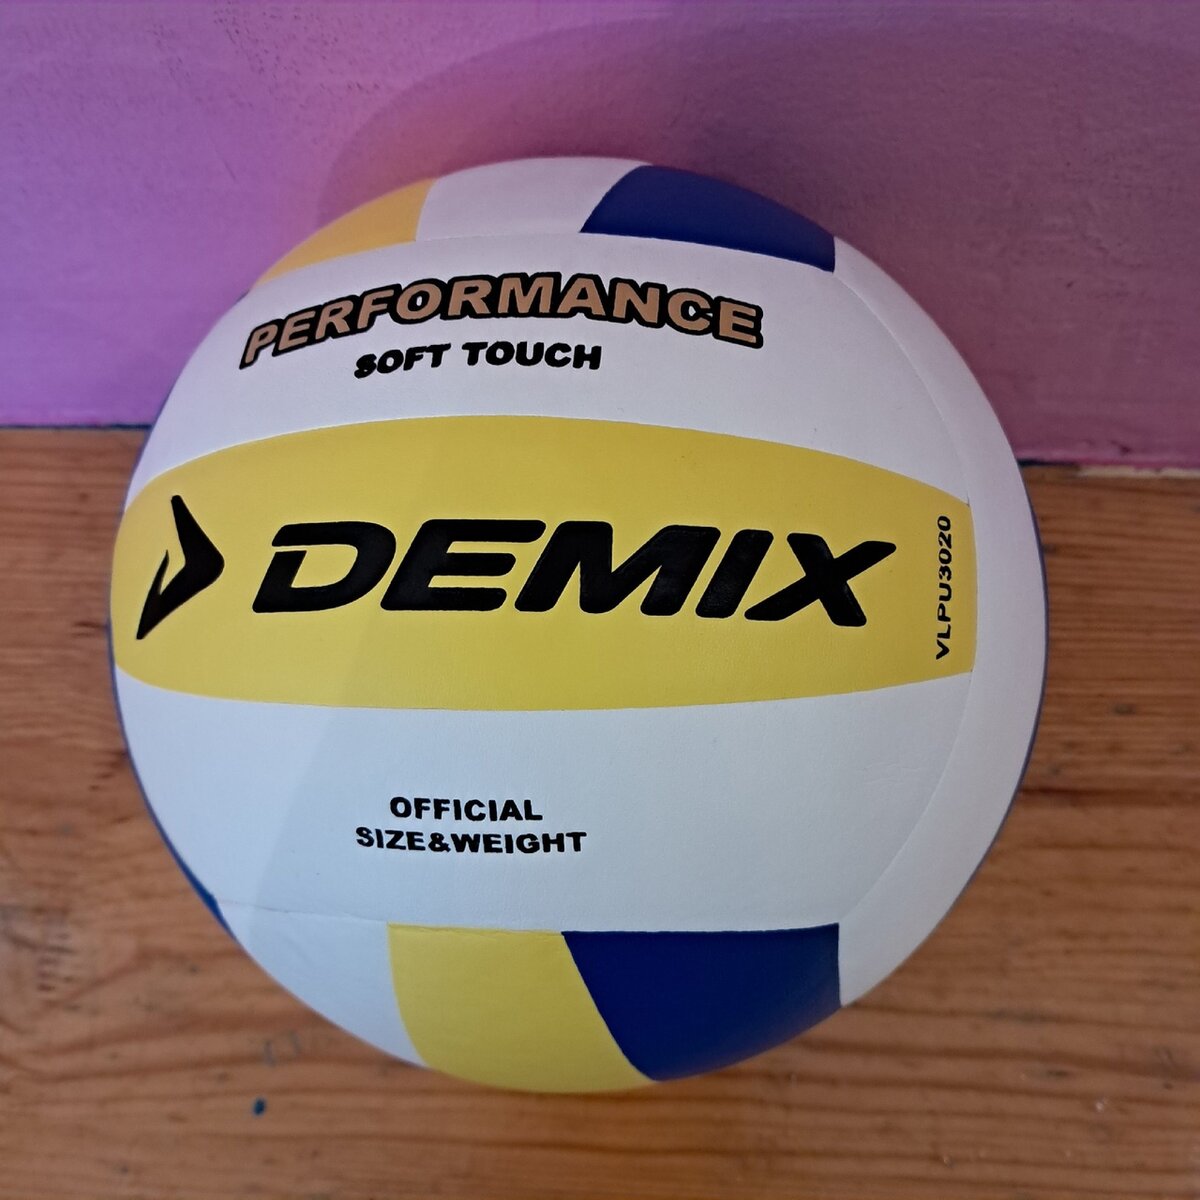 PERFORMANCE
SOFT TOUCH
DEMIX
VLPU3020
OFFICIAL
SIZE&WEIGHT